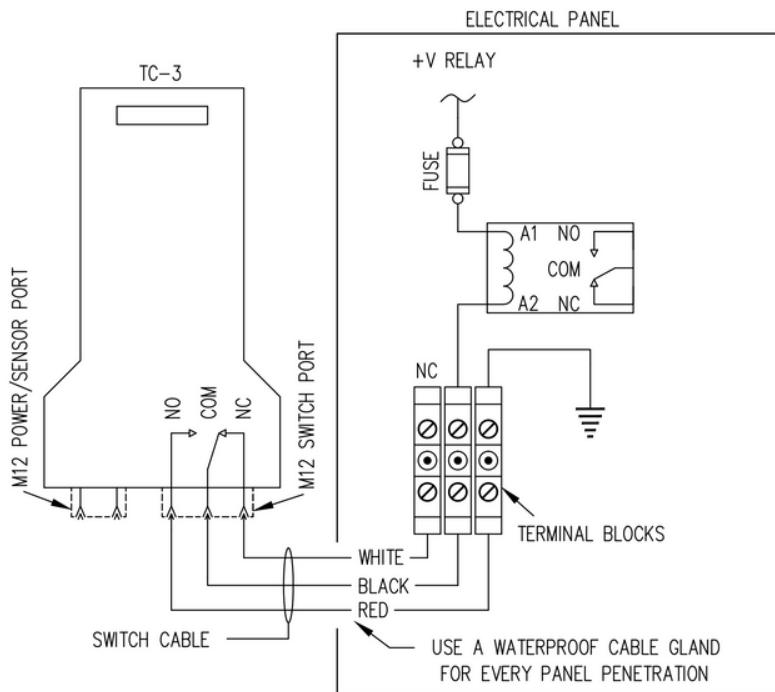 ELECTRICAL PANEL
TC-3
+V RELAY
FUSE
A1 NO
COM
A2 NC
M12 POWER/SENSOR PORT
NO
COM
NC
M12 SWITCH PORT
NC
TERMINAL BLOCKS
WHITE
BLACK
RED
SWITCH CABLE
USE A WATERPROOF CABLE GLAND
FOR EVERY PANEL PENETRATION